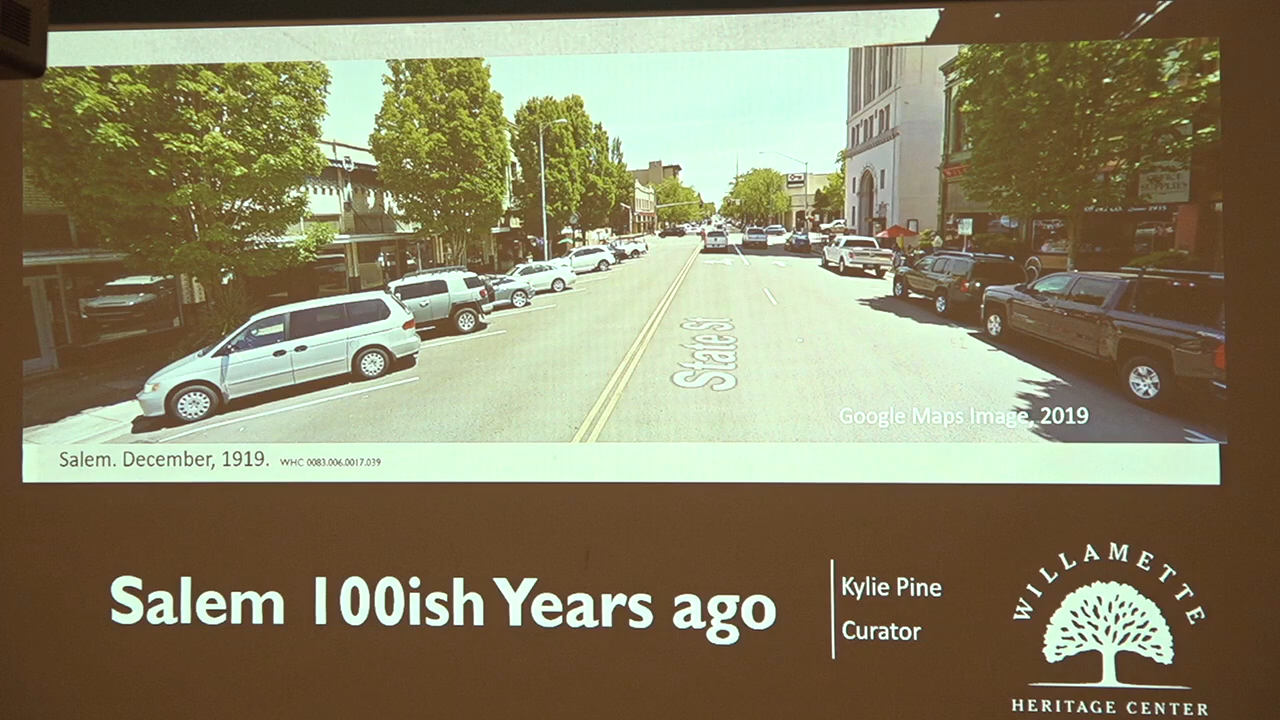 State St
Google Maps Image, 2019
Salem. December, 1919. WHC 0083.006.0017.039
Salem 100ish Years ago
Kylie Pine
Curator
WILLAMETTE
HERITAGE CENTER